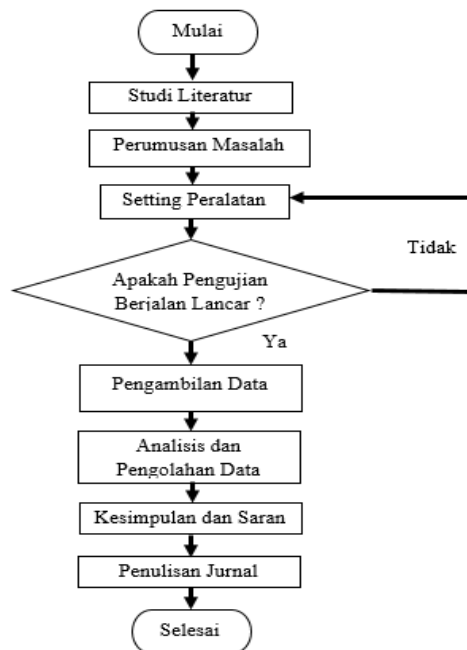 Mulai
Studi Literatur
Perumusan Masalah
Setting Peralatan
Tidak
Apakah Pengujian
Berjalan Lancar ?
Ya
Pengambilan Data
Analisis dan
Pengolahan Data
Kesimpulan dan Saran
Penulisan Jurnal
Selesai